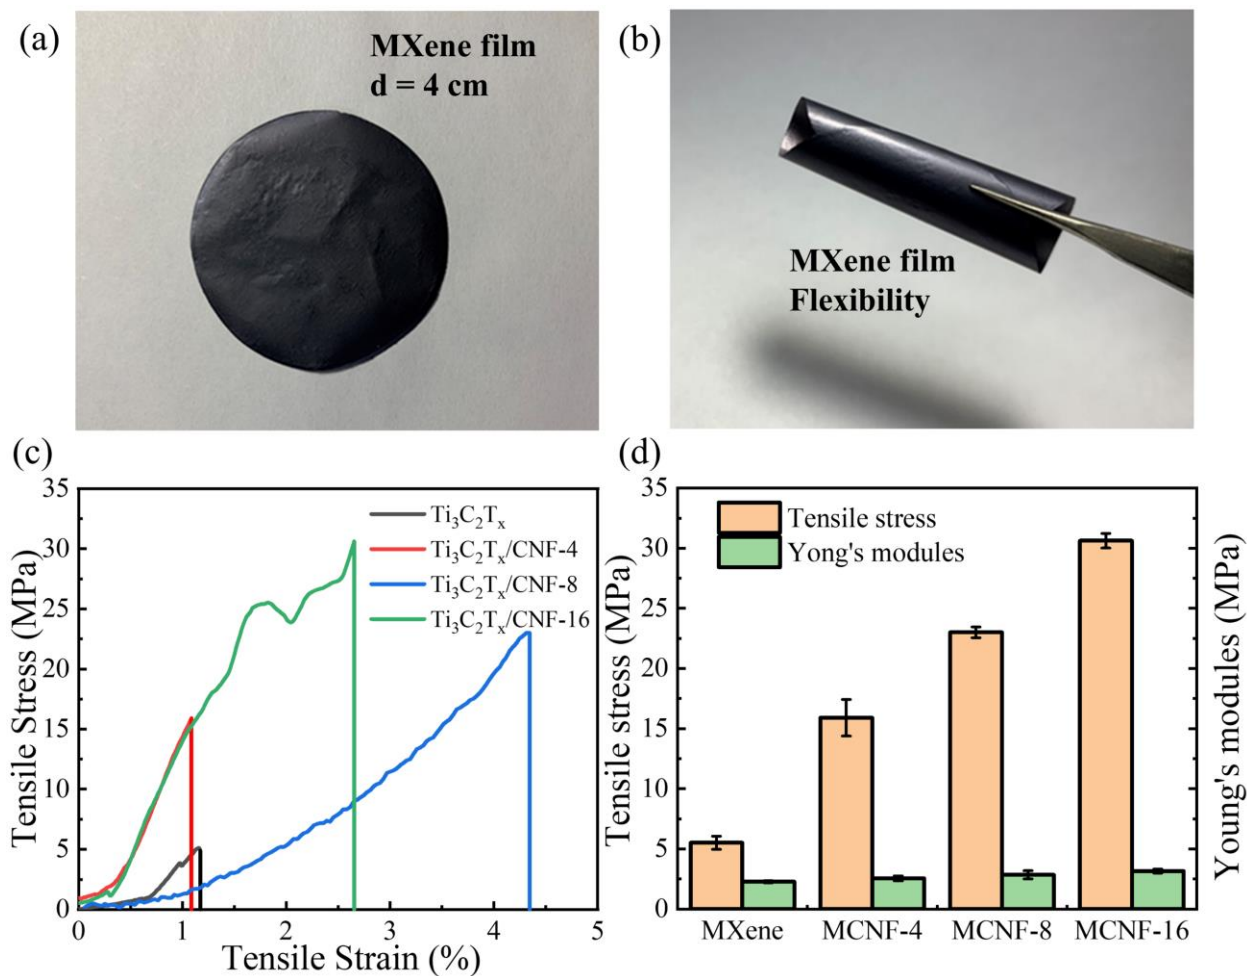 (a)
MXene film
d = 4 cm
(b)
MXene film
Flexibility
(c)
Tensile Stress (MPa)
35
30
25
20
15
10
5
0
Ti₃C₂Tₓ
Ti₃C₂Tₓ/CNF-4
Ti₃C₂Tₓ/CNF-8
Ti₃C₂Tₓ/CNF-16
0 1 2 3 4 5
Tensile Strain (%)
(d)
Tensile stress (MPa)
35
30
25
20
15
10
5
0
Tensile stress
Yong's modules
MXene MCNF-4 MCNF-8 MCNF-16
Young's modules (MPa)